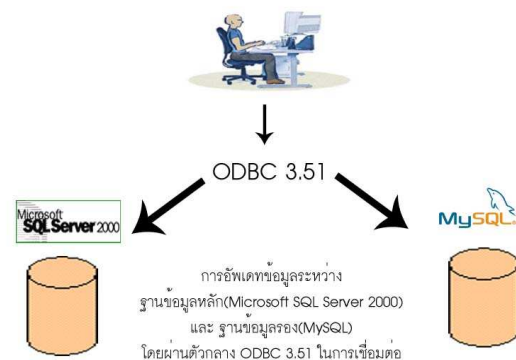 ODBC 3.51
Microsoft
SQL Server 2000
MySQL
การอัพเดทข้อมูลระหว่าง
ฐานข้อมูลหลัก(Microsoft SQL Server 2000)
และ ฐานข้อมูลรอง(MySQL)
โดยผ่านตัวกลาง ODBC 3.51 ในการเชื่อมต่อ